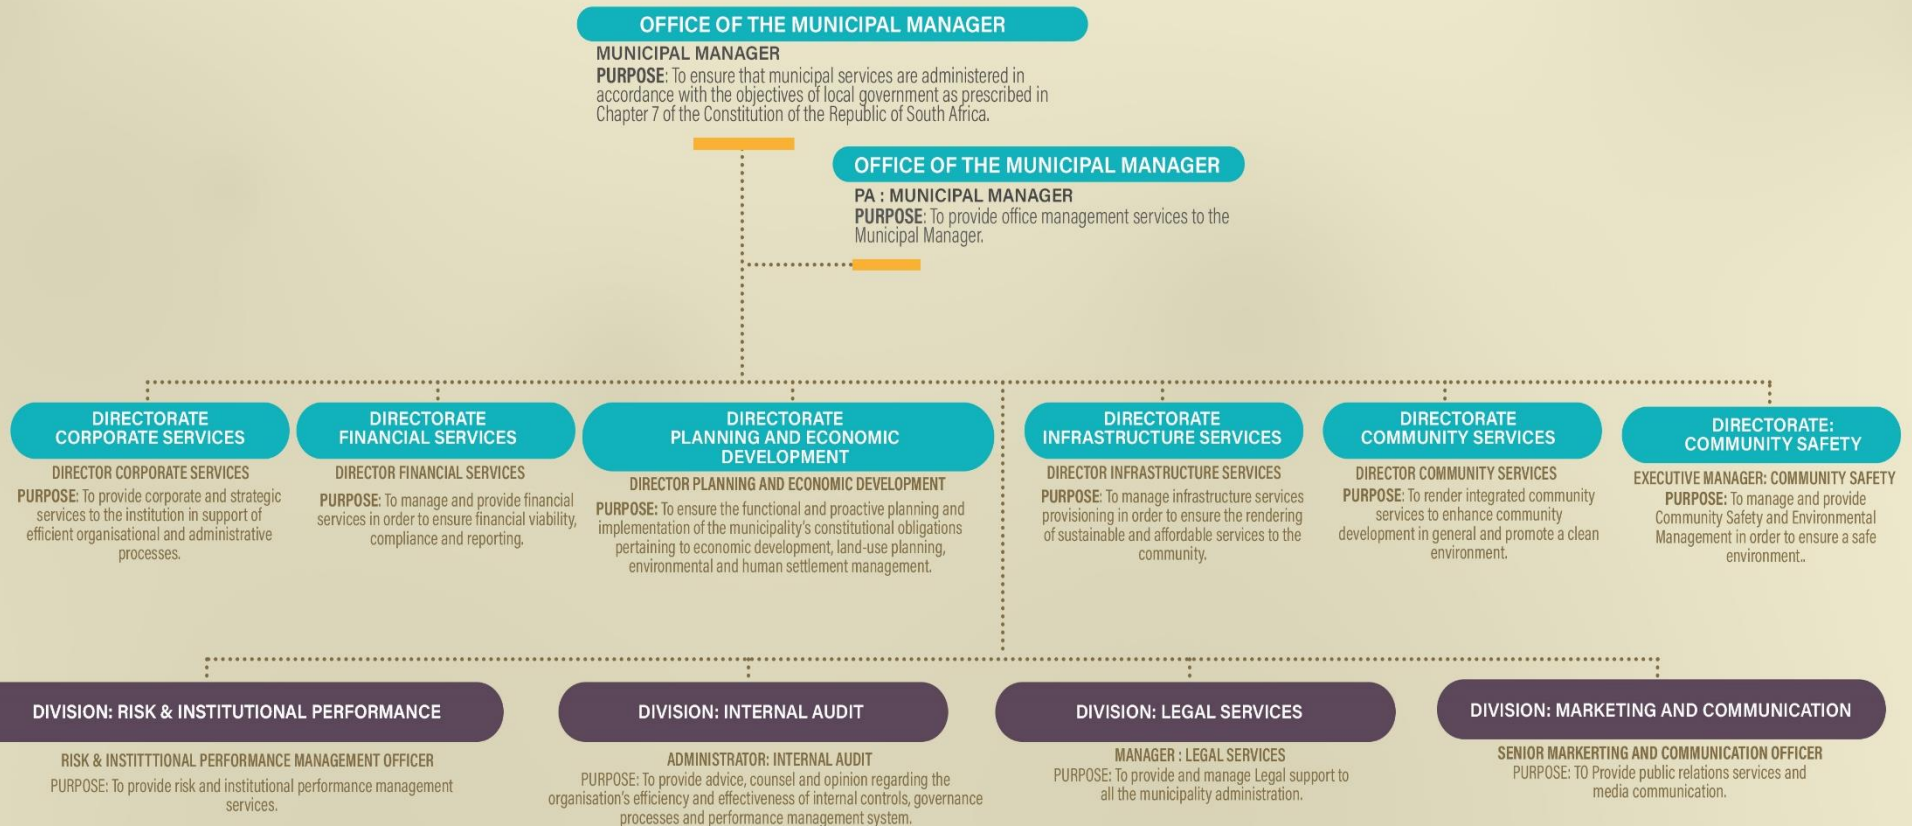 OFFICE OF THE MUNICIPAL MANAGER
MUNICIPAL MANAGER
PURPOSE: To ensure that municipal services are administered in
accordance with the objectives of local government as prescribed in
Chapter 7 of the Constitution of the Republic of South Africa.
OFFICE OF THE MUNICIPAL MANAGER
PA : MUNICIPAL MANAGER
PURPOSE: To provide office management services to the
Municipal Manager.
DIRECTORATE
CORPORATE SERVICES
DIRECTOR CORPORATE SERVICES
PURPOSE: To provide corporate and strategic
services to the institution in support of
efficient organisational and administrative
processes.
DIRECTORATE
FINANCIAL SERVICES
DIRECTOR FINANCIAL SERVICES
PURPOSE: To manage and provide financial
services in order to ensure financial viability,
compliance and reporting.
DIRECTORATE
PLANNING AND ECONOMIC
DEVELOPMENT
DIRECTOR PLANNING AND ECONOMIC DEVELOPMENT
PURPOSE: To ensure the functional and proactive planning and
implementation of the municipality's constitutional obligations
pertaining to economic development, land-use planning,
environmental and human settlement management.
DIRECTORATE
INFRASTRUCTURE SERVICES
DIRECTOR INFRASTRUCTURE SERVICES
PURPOSE: To manage infrastructure services
provisioning in order to ensure the rendering
of sustainable and affordable services to the
community.
DIRECTORATE
COMMUNITY SERVICES
DIRECTOR COMMUNITY SERVICES
PURPOSE: To render integrated community
services to enhance community
development in general and promote a clean
environment.
DIRECTORATE:
COMMUNITY SAFETY
EXECUTIVE MANAGER: COMMUNITY SAFETY
PURPOSE: To manage and provide
Community Safety and Environmental
Management in order to ensure a safe
environment..
DIVISION: RISK & INSTITUTIONAL PERFORMANCE
RISK & INSTITTTIONAL PERFORMANCE MANAGEMENT OFFICER
PURPOSE: To provide risk and institutional performance management
services.
DIVISION: INTERNAL AUDIT
ADMINISTRATOR: INTERNAL AUDIT
PURPOSE: To provide advice, counsel and opinion regarding the
organisation's efficiency and effectiveness of internal controls, governance
processes and performance management system.
DIVISION: LEGAL SERVICES
MANAGER : LEGAL SERVICES
PURPOSE: To provide and manage Legal support to
all the municipality administration.
DIVISION: MARKETING AND COMMUNICATION
SENIOR MARKERTING AND COMMUNICATION OFFICER
PURPOSE: TO Provide public relations services and
media communication.